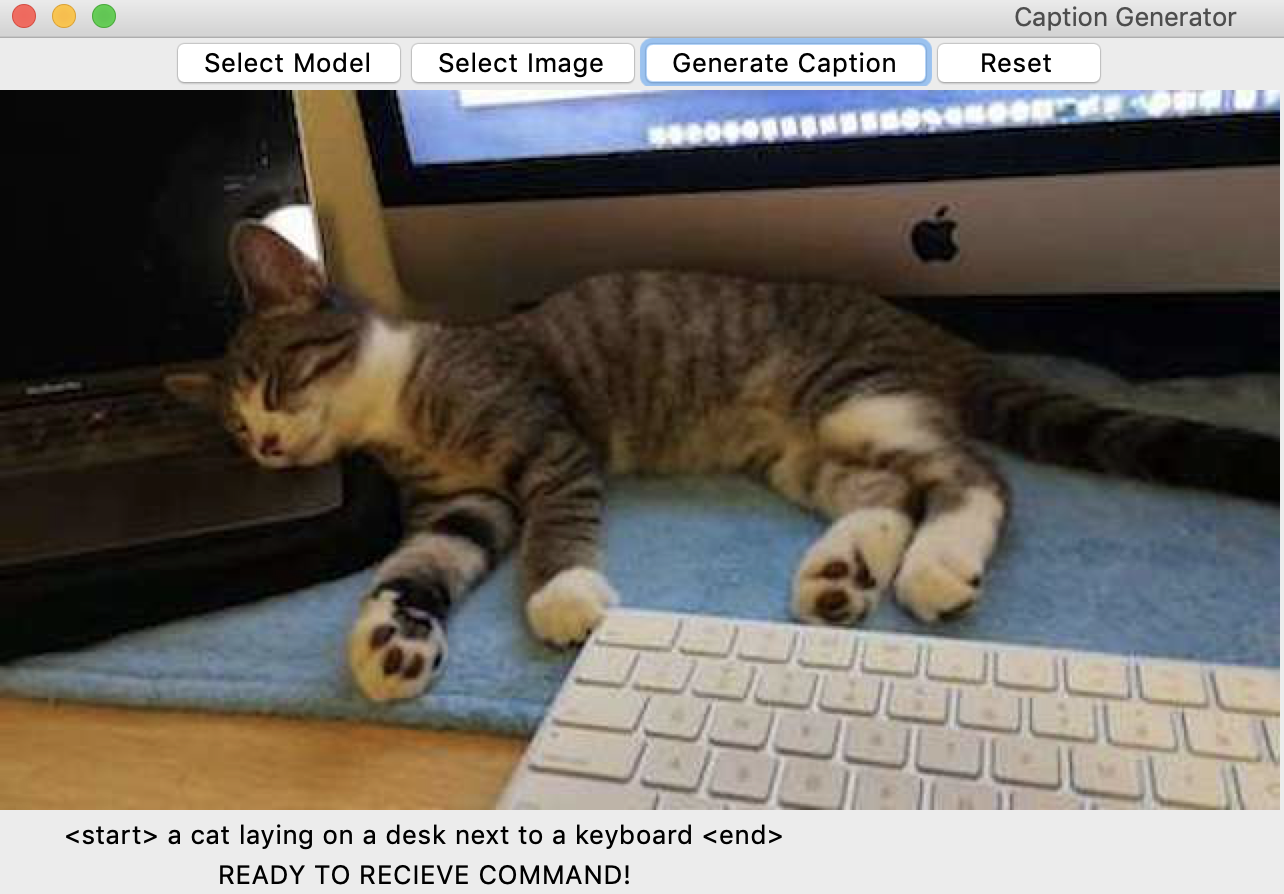 Caption Generator
Select Model Select Image Generate Caption Reset
<start> a cat laying on a desk next to a keyboard <end>
READY TO RECIEVE COMMAND!